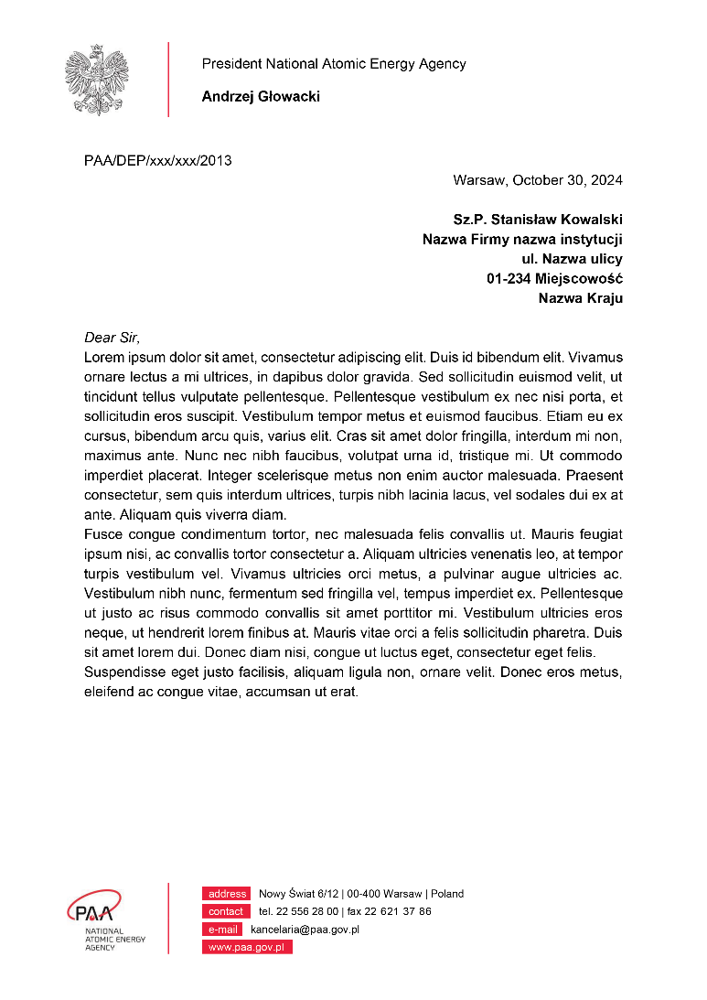 President National Atomic Energy Agency
Andrzej Głowacki
PAA/DEP/xxx/xxx/2013
Warsaw, October 30, 2024
Sz.P. Stanisław Kowalski
Nazwa Firmy nazwa instytucji
ul. Nazwa ulicy
01-234 Miejscowość
Nazwa Kraju
Dear Sir,
Lorem ipsum dolor sit amet, consectetur adipiscing elit. Duis id bibendum elit. Vivamus
ornare lectus a mi ultrices, in dapibus dolor gravida. Sed sollicitudin euismod velit, ut
tincidunt tellus vulputate pellentesque. Pellentesque vestibulum ex nec nisi porta, et
sollicitudin eros suscipit. Vestibulum tempor metus et euismod faucibus. Etiam eu ex
cursus, bibendum arcu quis, varius elit. Cras sit amet dolor fringilla, interdum mi non,
maximus ante. Nunc nec nibh faucibus, volutpat urna id, tristique mi. Ut commodo
imperdiet placerat. Integer scelerisque metus non enim auctor malesuada. Praesent
consectetur, sem quis interdum ultrices, turpis nibh lacinia lacus, vel sodales dui ex at
ante. Aliquam quis viverra diam.
Fusce congue condimentum tortor, nec malesuada felis convallis ut. Mauris feugiat
ipsum nisi, ac convallis tortor consectetur a. Aliquam ultricies venenatis leo, at tempor
turpis vestibulum vel. Vivamus ultricies orci metus, a pulvinar augue ultricies ac.
Vestibulum nibh nunc, fermentum sed fringilla vel, tempus imperdiet ex. Pellentesque
ut justo ac risus commodo convallis sit amet porttitor mi. Vestibulum ultricies eros
neque, ut hendrerit lorem finibus at. Mauris vitae orci a felis sollicitudin pharetra. Duis
sit amet lorem dui. Donec diam nisi, congue ut luctus eget, consectetur eget felis.
Suspendisse eget justo facilisis, aliquam ligula non, ornare velit. Donec eros metus,
eleifend ac congue vitae, accumsan ut erat.
PAA
NATIONAL
ATOMIC ENERGY
AGENCY
address Nowy Świat 6/12 | 00-400 Warsaw | Poland
contact tel. 22 556 28 00 | fax 22 621 37 86
e-mail kancelaria@paa.gov.pl
www.paa.gov.pl